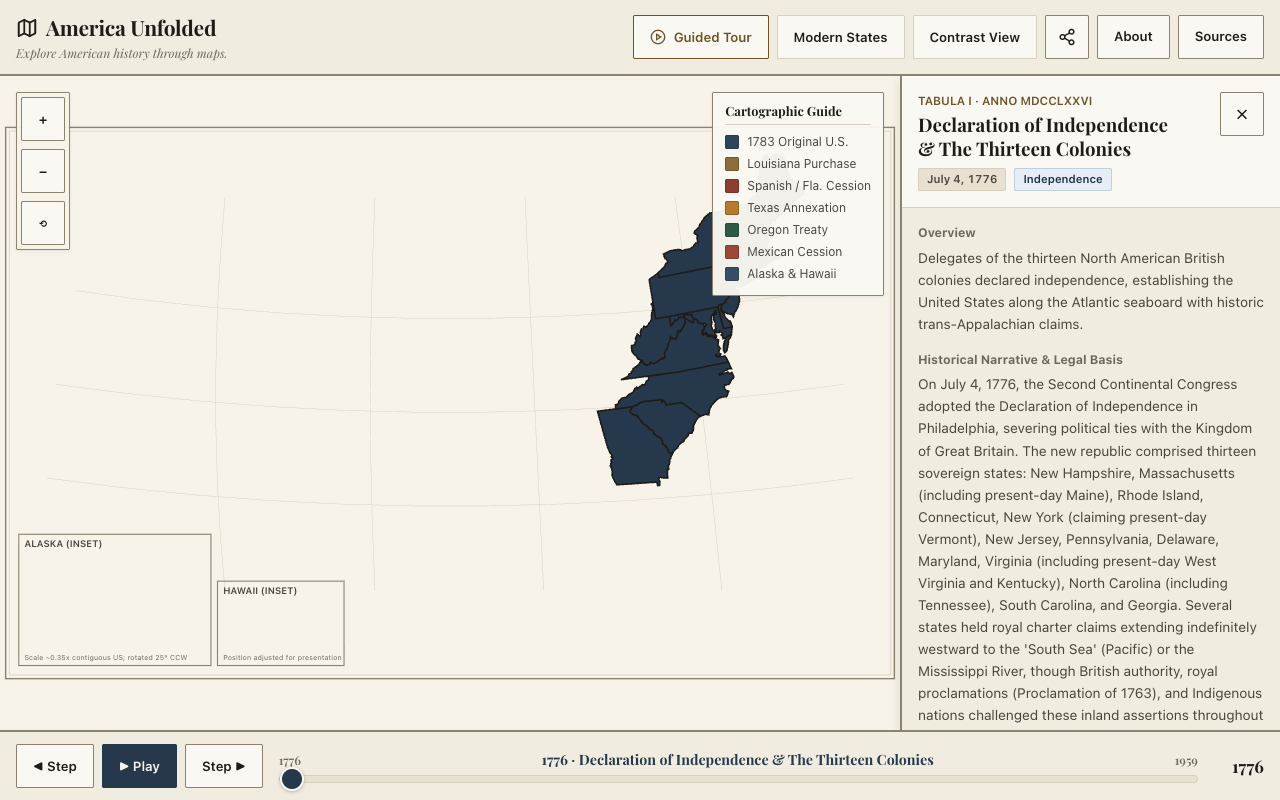 America Unfolded
Explore American history through maps.
Guided Tour
Modern States
Contrast View
About
Sources
+
−
⟲
Cartographic Guide
1783 Original U.S.
Louisiana Purchase
Spanish / Fla. Cession
Texas Annexation
Oregon Treaty
Mexican Cession
Alaska & Hawaii
ALASKA (INSET)
Scale ~0.35x contiguous US; rotated 25° CCW
HAWAII (INSET)
Position adjusted for presentation
TABULA I · ANNO MDCCLXXVI
Declaration of Independence
& The Thirteen Colonies
✕
July 4, 1776
Independence
Overview
Delegates of the thirteen North American British
colonies declared independence, establishing the
United States along the Atlantic seaboard with historic
trans-Appalachian claims.
Historical Narrative & Legal Basis
On July 4, 1776, the Second Continental Congress
adopted the Declaration of Independence in
Philadelphia, severing political ties with the Kingdom
of Great Britain. The new republic comprised thirteen
sovereign states: New Hampshire, Massachusetts
(including present-day Maine), Rhode Island,
Connecticut, New York (claiming present-day
Vermont), New Jersey, Pennsylvania, Delaware,
Maryland, Virginia (including present-day West
Virginia and Kentucky), North Carolina (including
Tennessee), South Carolina, and Georgia. Several
states held royal charter claims extending indefinitely
westward to the 'South Sea' (Pacific) or the
Mississippi River, though British authority, royal
proclamations (Proclamation of 1763), and Indigenous
nations challenged these inland assertions throughout
◀ Step
▶ Play
Step ▶
1776
1776 · Declaration of Independence & The Thirteen Colonies
1959
1776